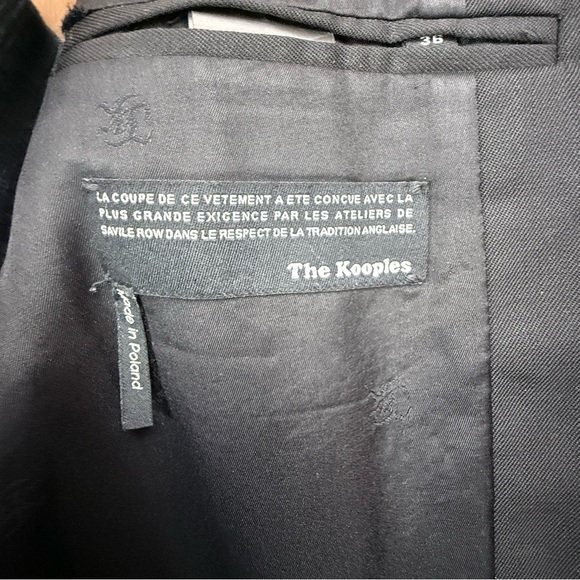 36
LA COUPE DE CE VETEMENT A ETE CONCUE AVEC LA
PLUS GRANDE EXIGENCE PAR LES ATELIERS DE
SAVILE ROW DANS LE RESPECT DE LA TRADITION ANGLAISE.
The Kooples
Made in Poland